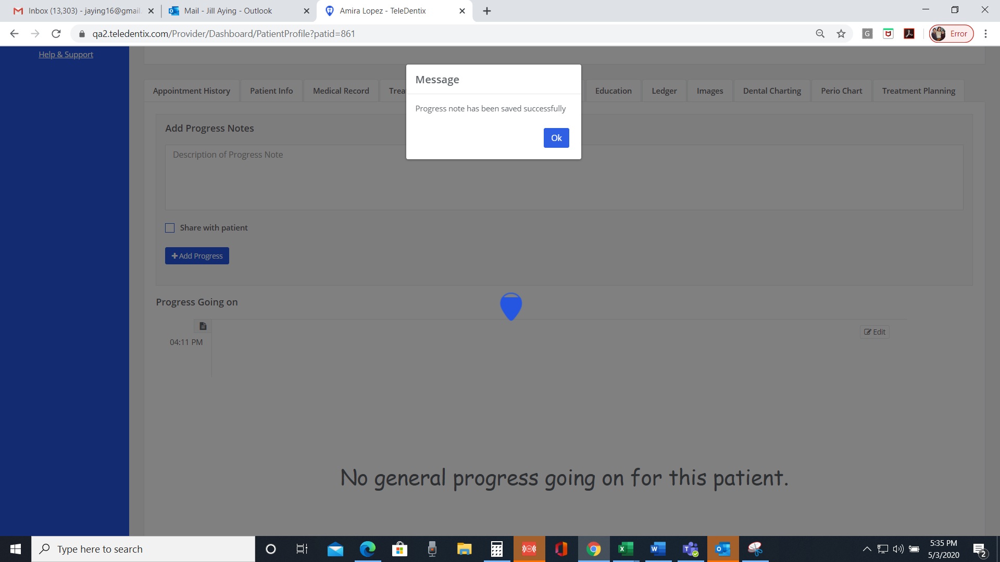 Inbox (13,303) - jaying16@gmail.
Mail - Jill Aying - Outlook
Amira Lopez - TeleDentix
qa2.teledentix.com/Provider/Dashboard/PatientProfile?patid=861
G
Error
Help & Support
Message
Appointment History
Patient Info
Medical Record
Trea
Education
Ledger
Images
Dental Charting
Perio Chart
Treatment Planning
Progress note has been saved successfully
Ok
Add Progress Notes
Description of Progress Note
Share with patient
Add Progress
Progress Going on
Edit
04:11 PM
No general progress going on for this patient.
Type here to search
5:35 PM
5/3/2020
2